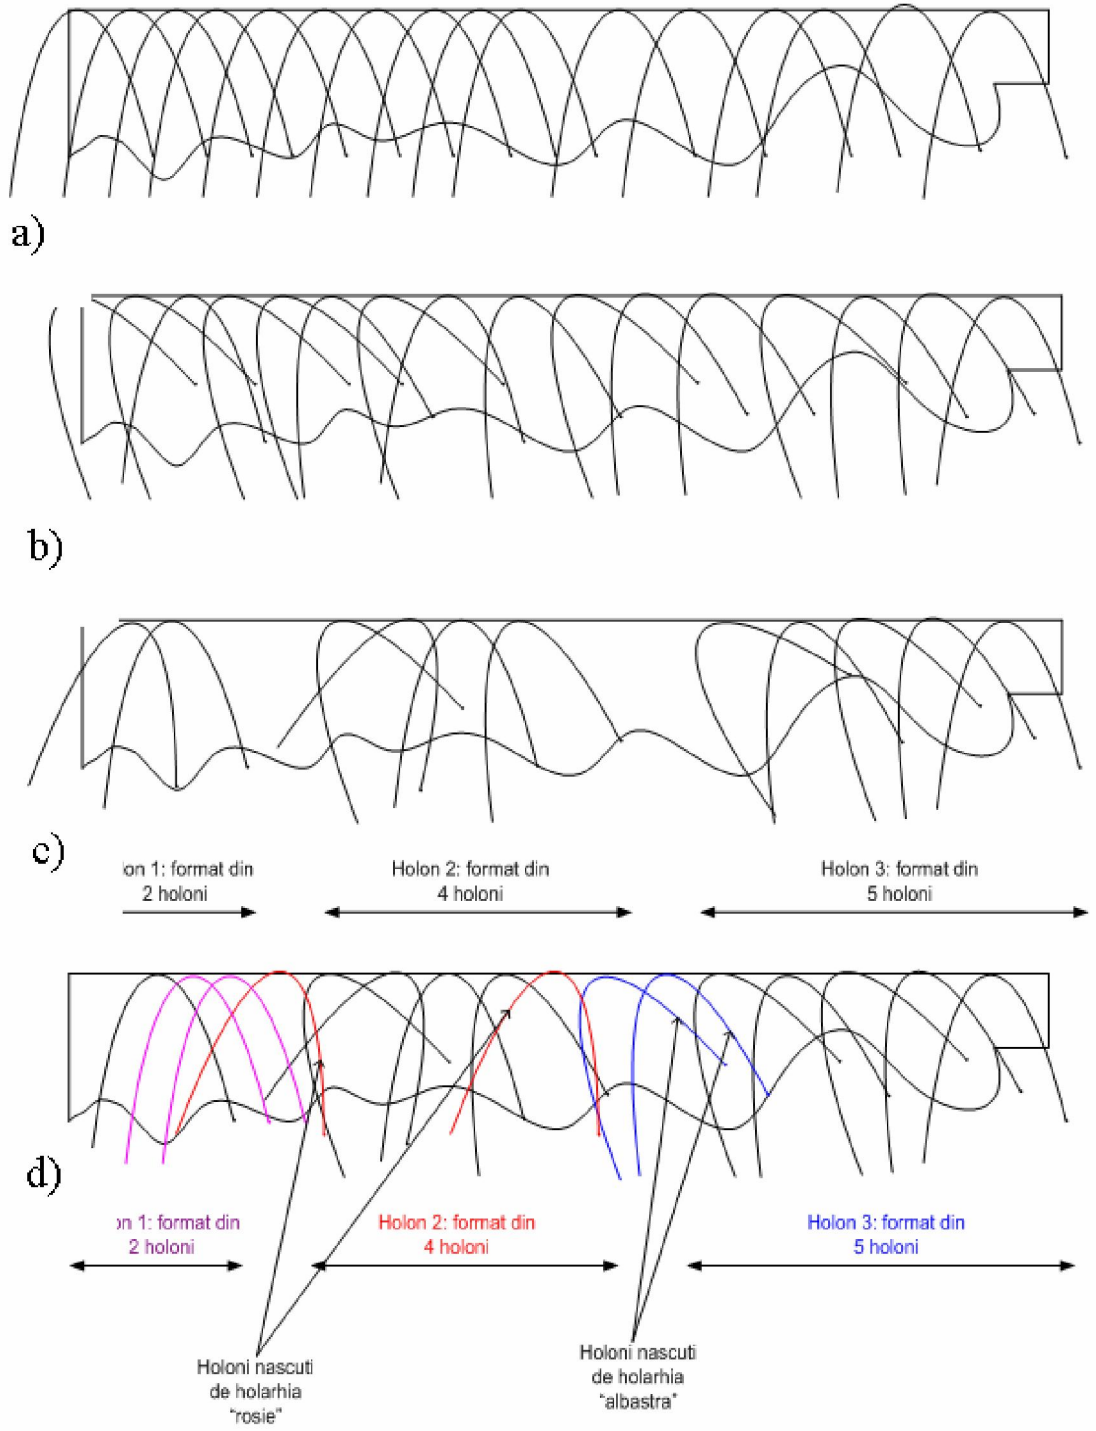 a)
b)
c)
lon 1: format din
2 holoni
Holon 2: format din
4 holoni
Holon 3: format din
5 holoni
d)
on 1: format din
2 holoni
Holon 2: format din
4 holoni
Holon 3: format din
5 holoni
Holoni nascuti
de holarhia
“rosie”
Holoni nascuti
de holarhia
“albastra”